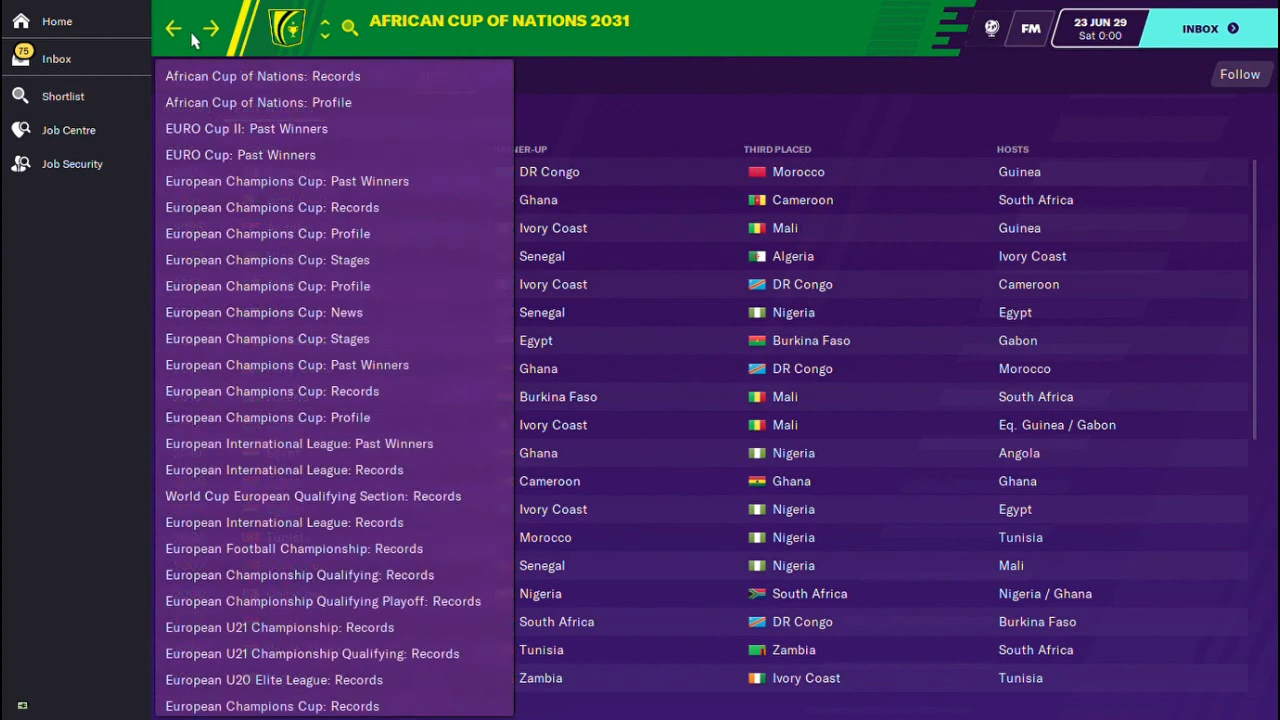 Home
75
Inbox
Shortlist
Job Centre
Job Security
AFRICAN CUP OF NATIONS 2031
FM
23 JUN 29
Sat 0:00
INBOX
Follow
African Cup of Nations: Records
African Cup of Nations: Profile
EURO Cup II: Past Winners
EURO Cup: Past Winners
European Champions Cup: Past Winners
European Champions Cup: Records
European Champions Cup: Profile
European Champions Cup: Stages
European Champions Cup: Profile
European Champions Cup: News
European Champions Cup: Stages
European Champions Cup: Past Winners
European Champions Cup: Records
European Champions Cup: Profile
European International League: Past Winners
European International League: Records
World Cup European Qualifying Section: Records
European International League: Records
European Football Championship: Records
European Championship Qualifying: Records
European Championship Qualifying Playoff: Records
European U21 Championship: Records
European U21 Championship Qualifying: Records
European U20 Elite League: Records
European Champions Cup: Records
NER-UP THIRD PLACED HOSTS
DR Congo Morocco Guinea
Ghana Cameroon South Africa
Ivory Coast Mali Guinea
Senegal Algeria Ivory Coast
Ivory Coast DR Congo Cameroon
Senegal Nigeria Egypt
Egypt Burkina Faso Gabon
Ghana DR Congo Morocco
Burkina Faso Mali South Africa
Ivory Coast Mali Eq. Guinea / Gabon
Ghana Nigeria Angola
Cameroon Ghana Ghana
Ivory Coast Nigeria Egypt
Morocco Nigeria Tunisia
Senegal Nigeria Mali
Nigeria South Africa Nigeria / Ghana
South Africa DR Congo Burkina Faso
Tunisia Zambia South Africa
Zambia Ivory Coast Tunisia